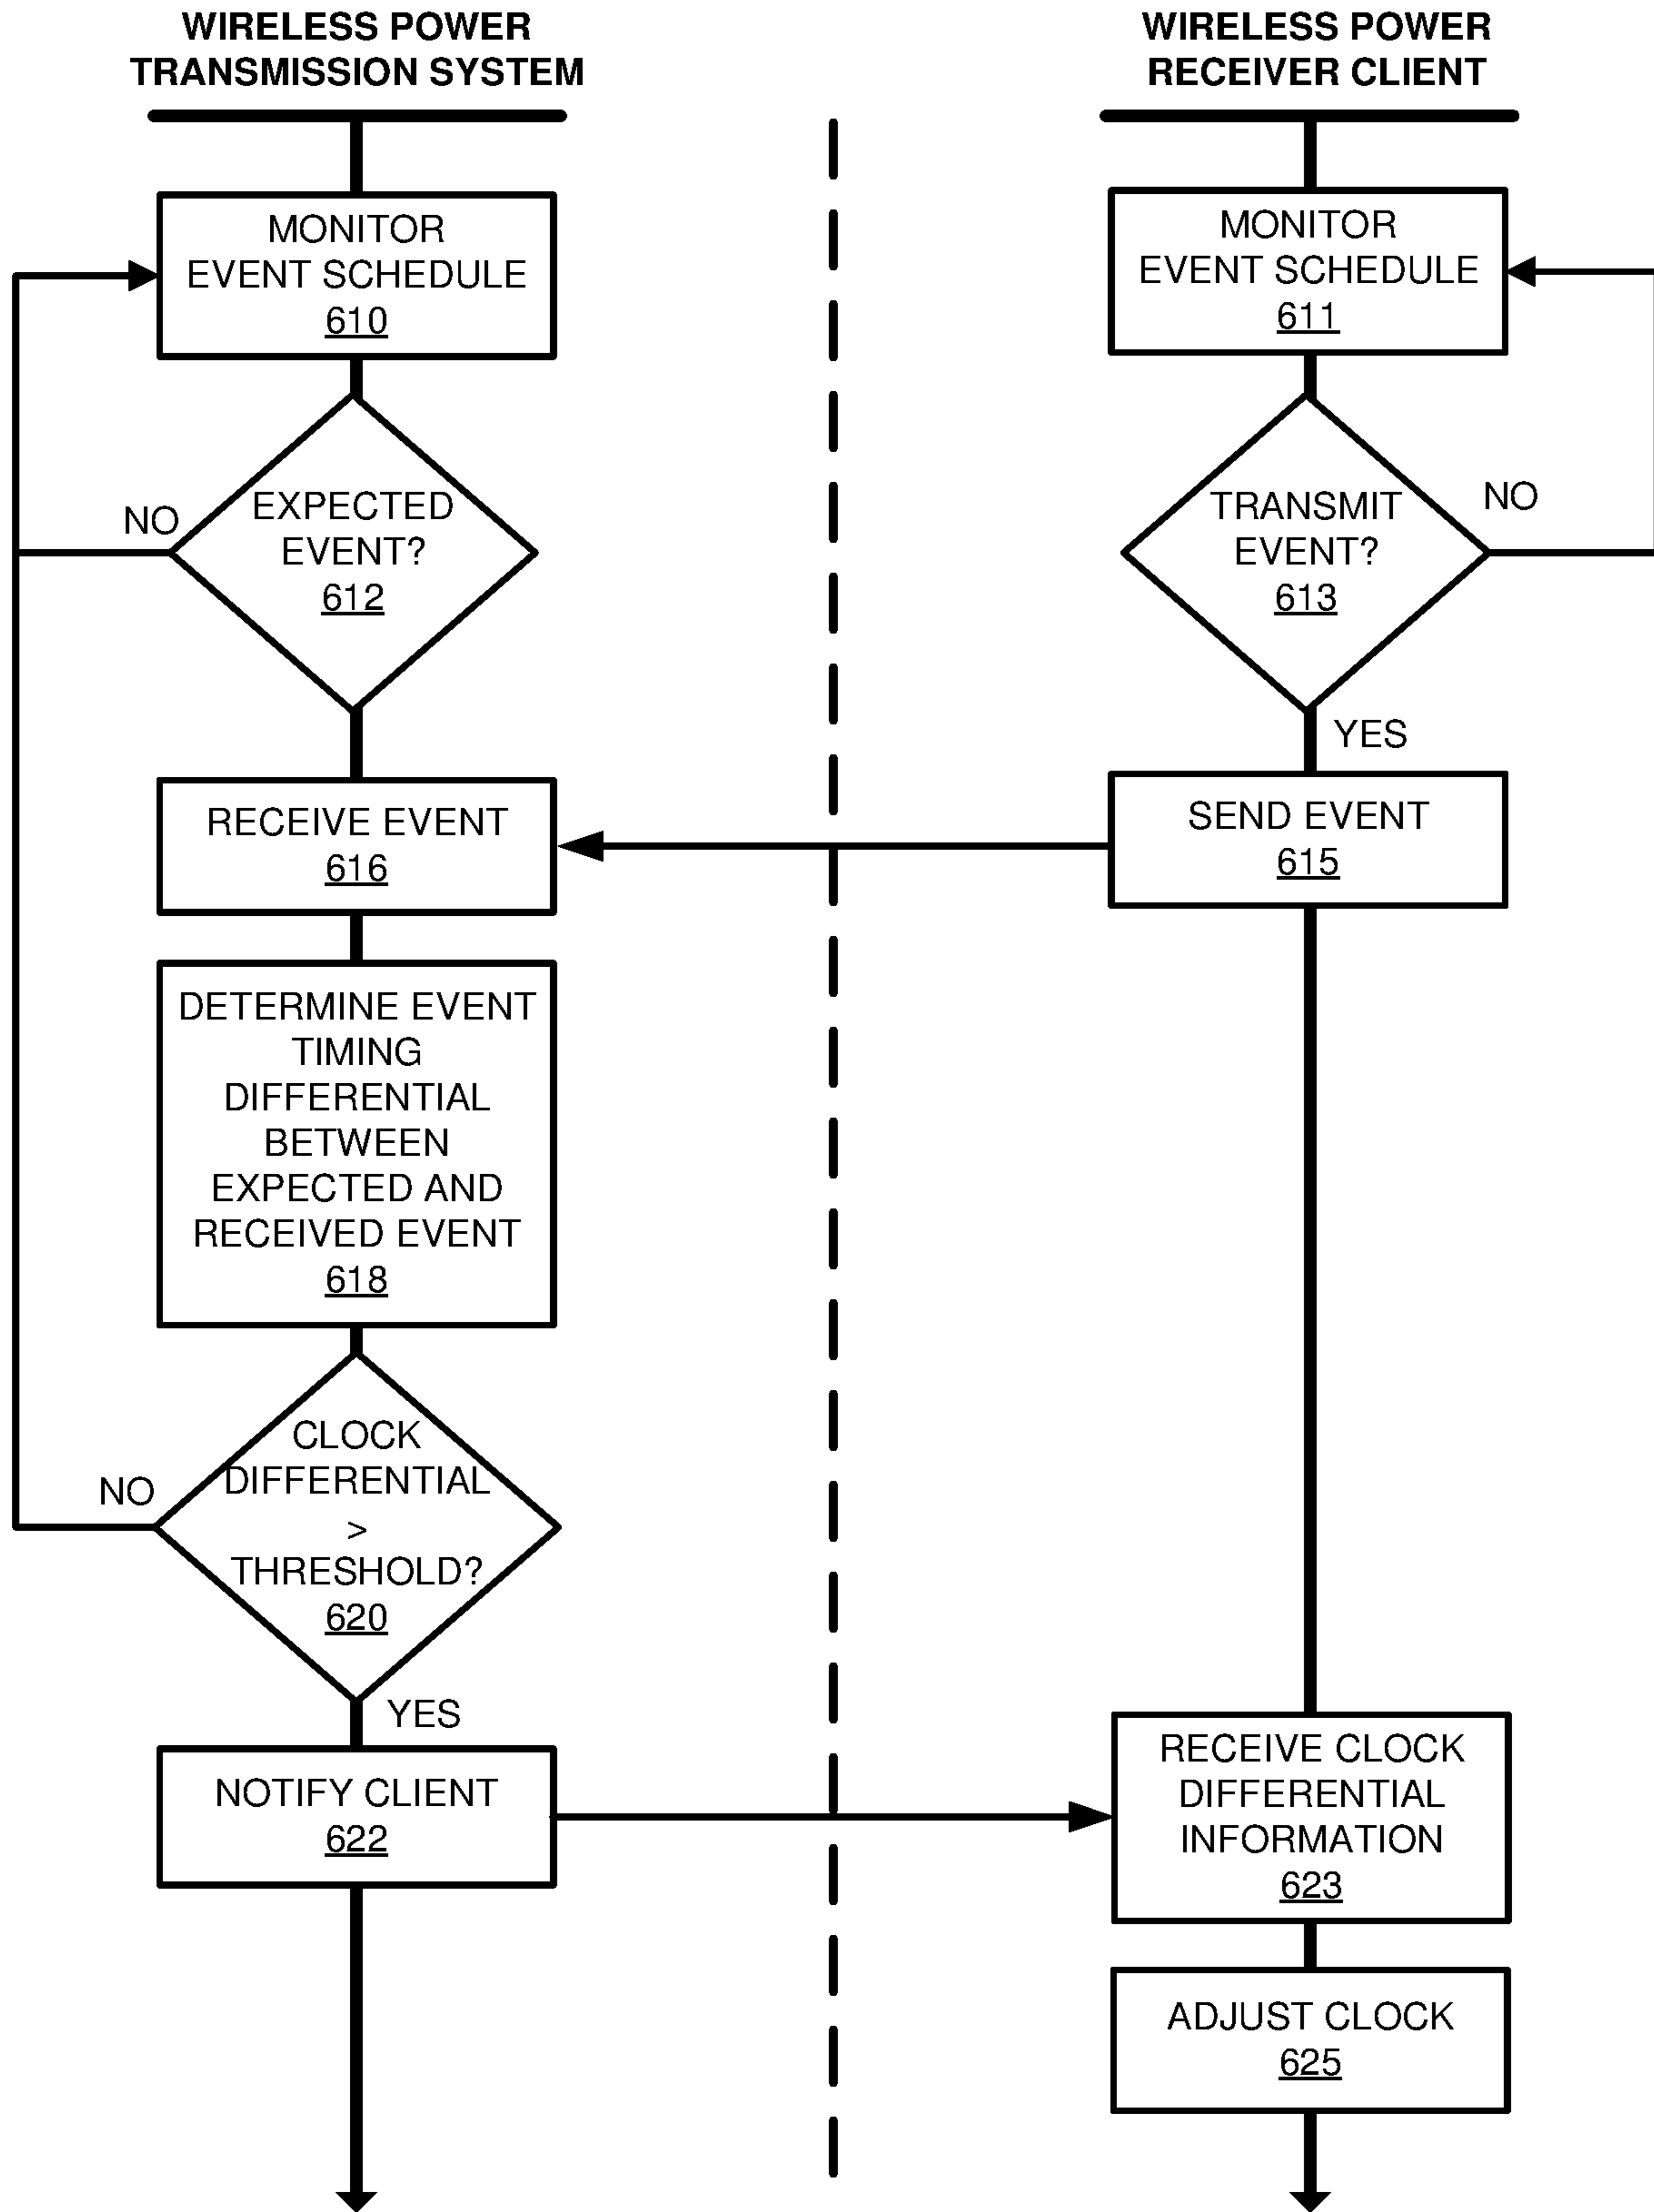 WIRELESS POWER
TRANSMISSION SYSTEM
MONITOR
EVENT SCHEDULE
610
NO
EXPECTED
EVENT?
612
RECEIVE EVENT
616
DETERMINE EVENT
TIMING
DIFFERENTIAL
BETWEEN
EXPECTED AND
RECEIVED EVENT
618
NO
CLOCK
DIFFERENTIAL
>
THRESHOLD?
620
YES
NOTIFY CLIENT
622
WIRELESS POWER
RECEIVER CLIENT
MONITOR
EVENT SCHEDULE
611
TRANSMIT
EVENT?
613
NO
YES
SEND EVENT
615
RECEIVE CLOCK
DIFFERENTIAL
INFORMATION
623
ADJUST CLOCK
625